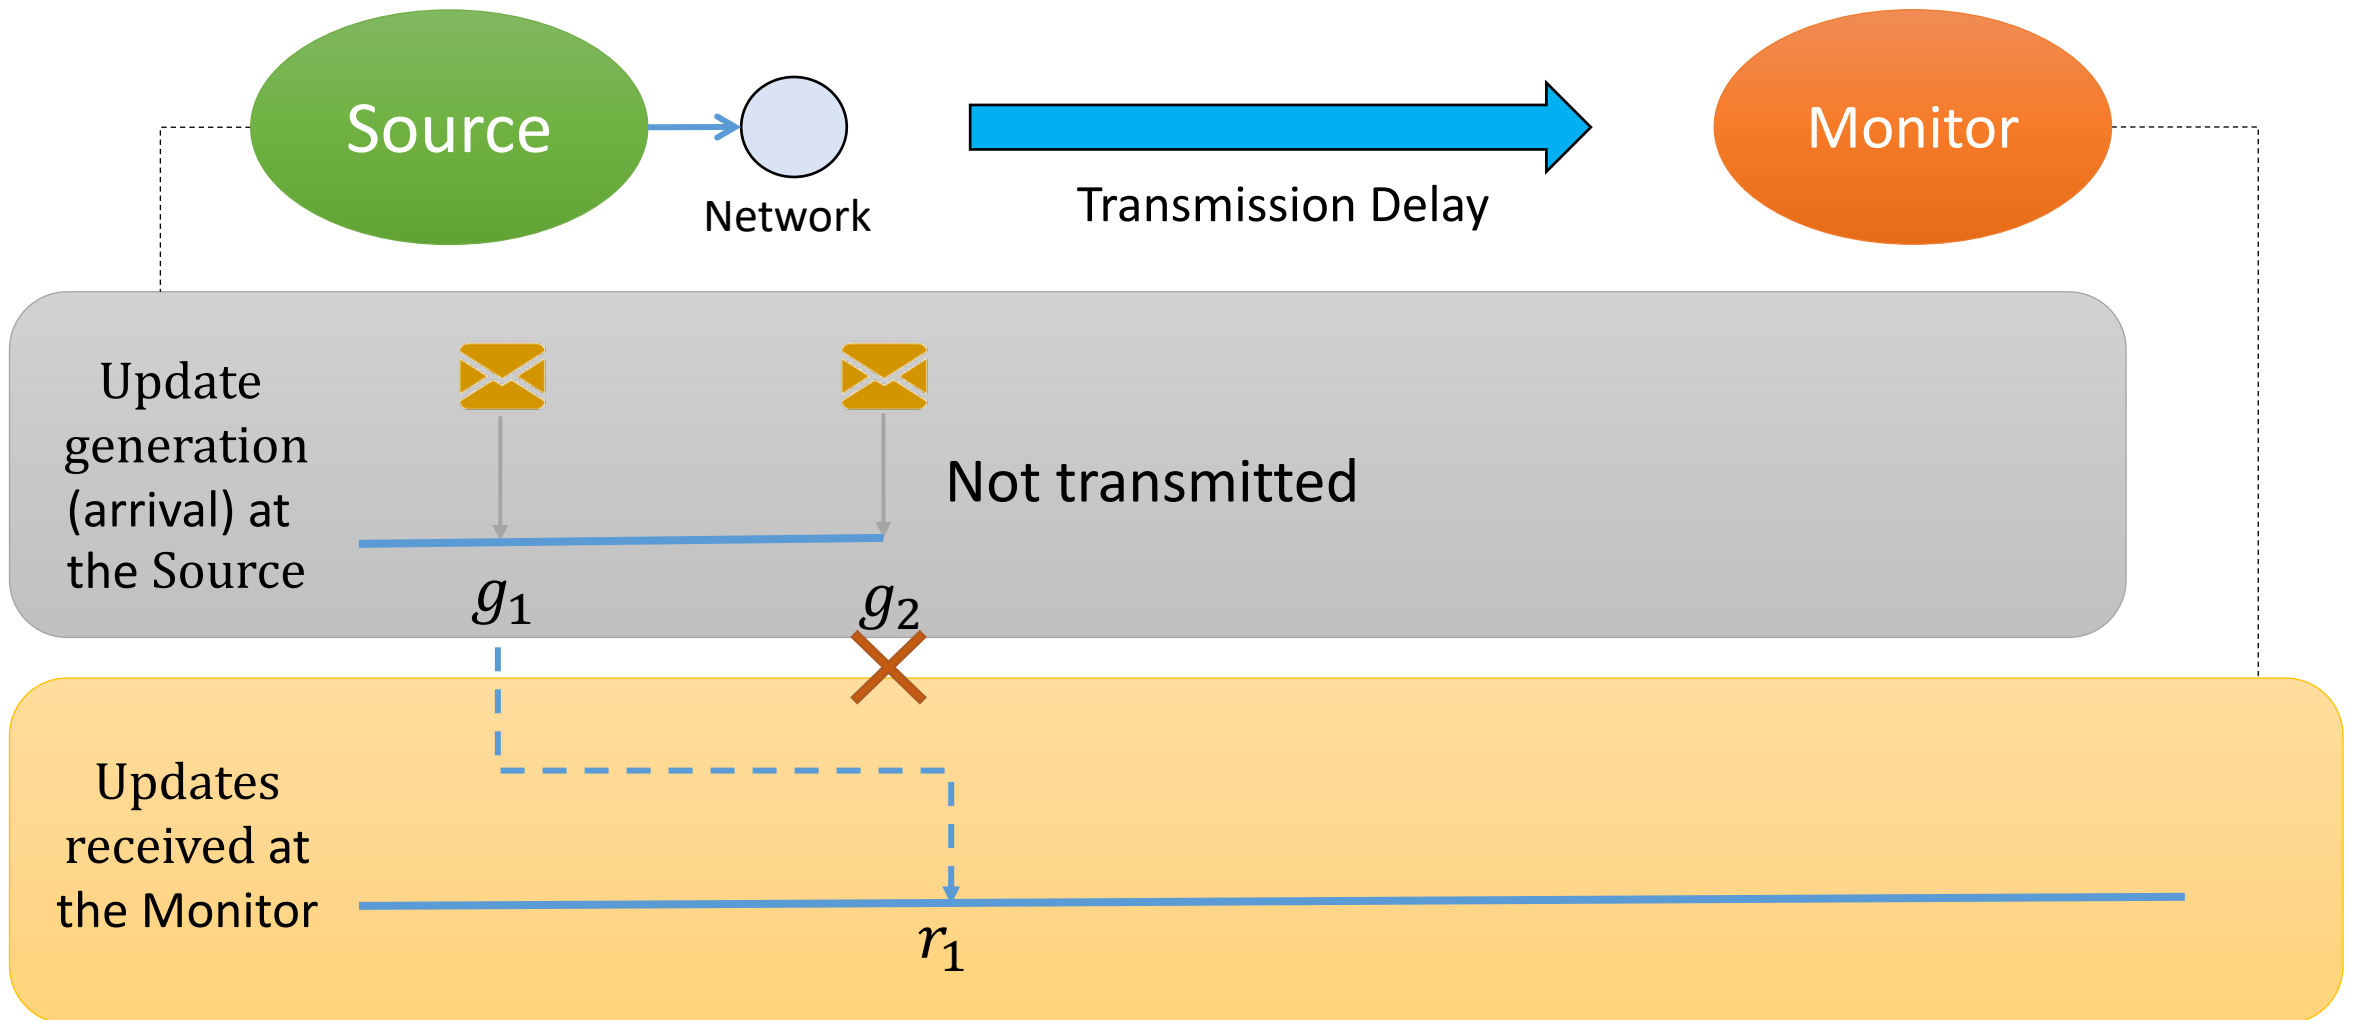 Source
Network
Transmission Delay
Monitor
Update
generation
(arrival) at
the Source
Not transmitted
g₁
g₂
Updates
received at
the Monitor
r₁